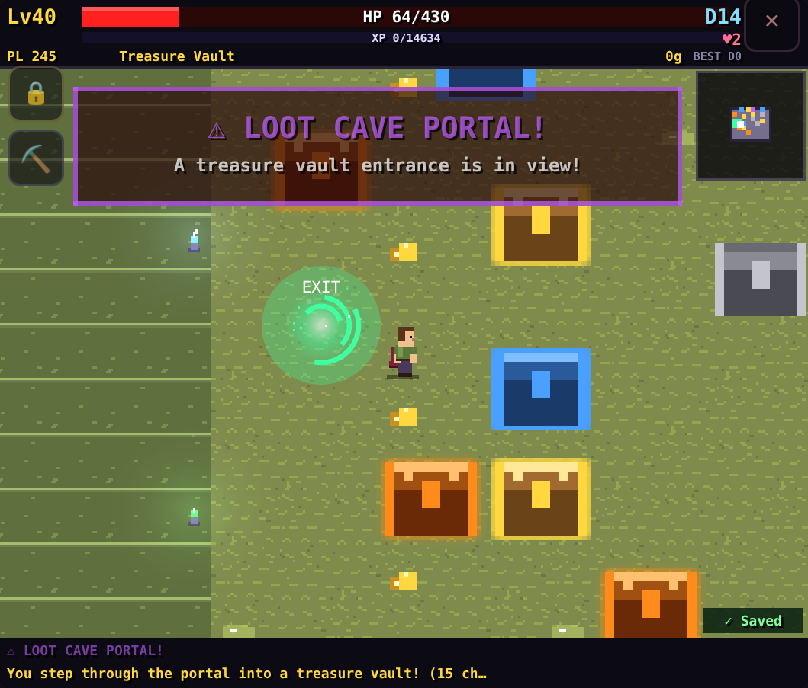 Lv40
HP 64/430
D14
×
XP 0/14634
♥2
PL 245
Treasure Vault
0g
BEST D0
⚠ LOOT CAVE PORTAL!
A treasure vault entrance is in view!
EXIT
✓ Saved
⚠ LOOT CAVE PORTAL!
You step through the portal into a treasure vault! (15 ch…